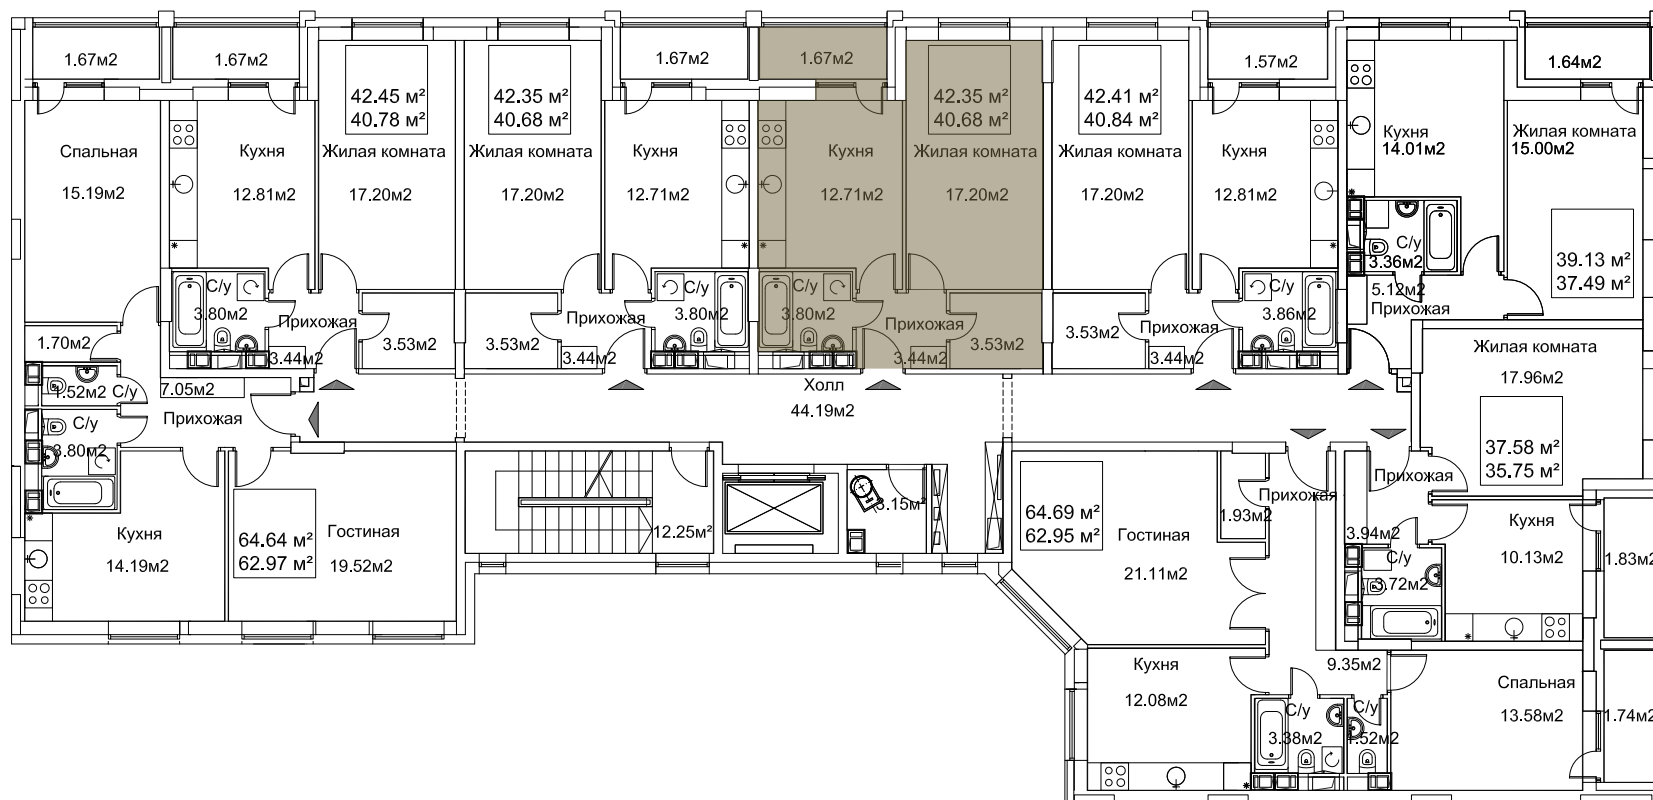 1.67м2
1.67м2
1.67м2
1.67м2
1.57м2
1.64м2
42.45 м²
40.78 м²
42.35 м²
40.68 м²
42.35 м²
40.68 м²
42.41 м²
40.84 м²
Спальная
15.19м2
Кухня
12.81м2
Жилая комната
17.20м2
Жилая комната
17.20м2
Кухня
12.71м2
Кухня
12.71м2
Жилая комната
17.20м2
Жилая комната
17.20м2
Кухня
12.81м2
Кухня
14.01м2
Жилая комната
15.00м2
39.13 м²
37.49 м²
С/у
3.36м2
5.12м2
Прихожая
С/у
3.80м2
Прихожая
3.44м2
3.53м2
3.53м2
Прихожая
3.44м2
С/у
3.80м2
С/у
3.80м2
Прихожая
3.44м2
3.53м2
3.53м2
Прихожая
3.44м2
С/у
3.86м2
1.70м2
1.52м2
С/у
7.05м2
Прихожая
С/у
3.80м2
Холл
44.19м2
Жилая комната
17.96м2
37.58 м²
35.75 м²
Прихожая
3.94м2
Кухня
14.19м2
64.64 м²
62.97 м²
Гостиная
19.52м2
12.25м²
3.15м²
64.69 м²
62.95 м²
Гостиная
21.11м2
Прихожая
1.93м2
С/у
3.72м2
Кухня
10.13м2
1.83м2
Кухня
12.08м2
9.35м2
С/у
3.38м2
С/у
1.52м2
Спальная
13.58м2
1.74м2